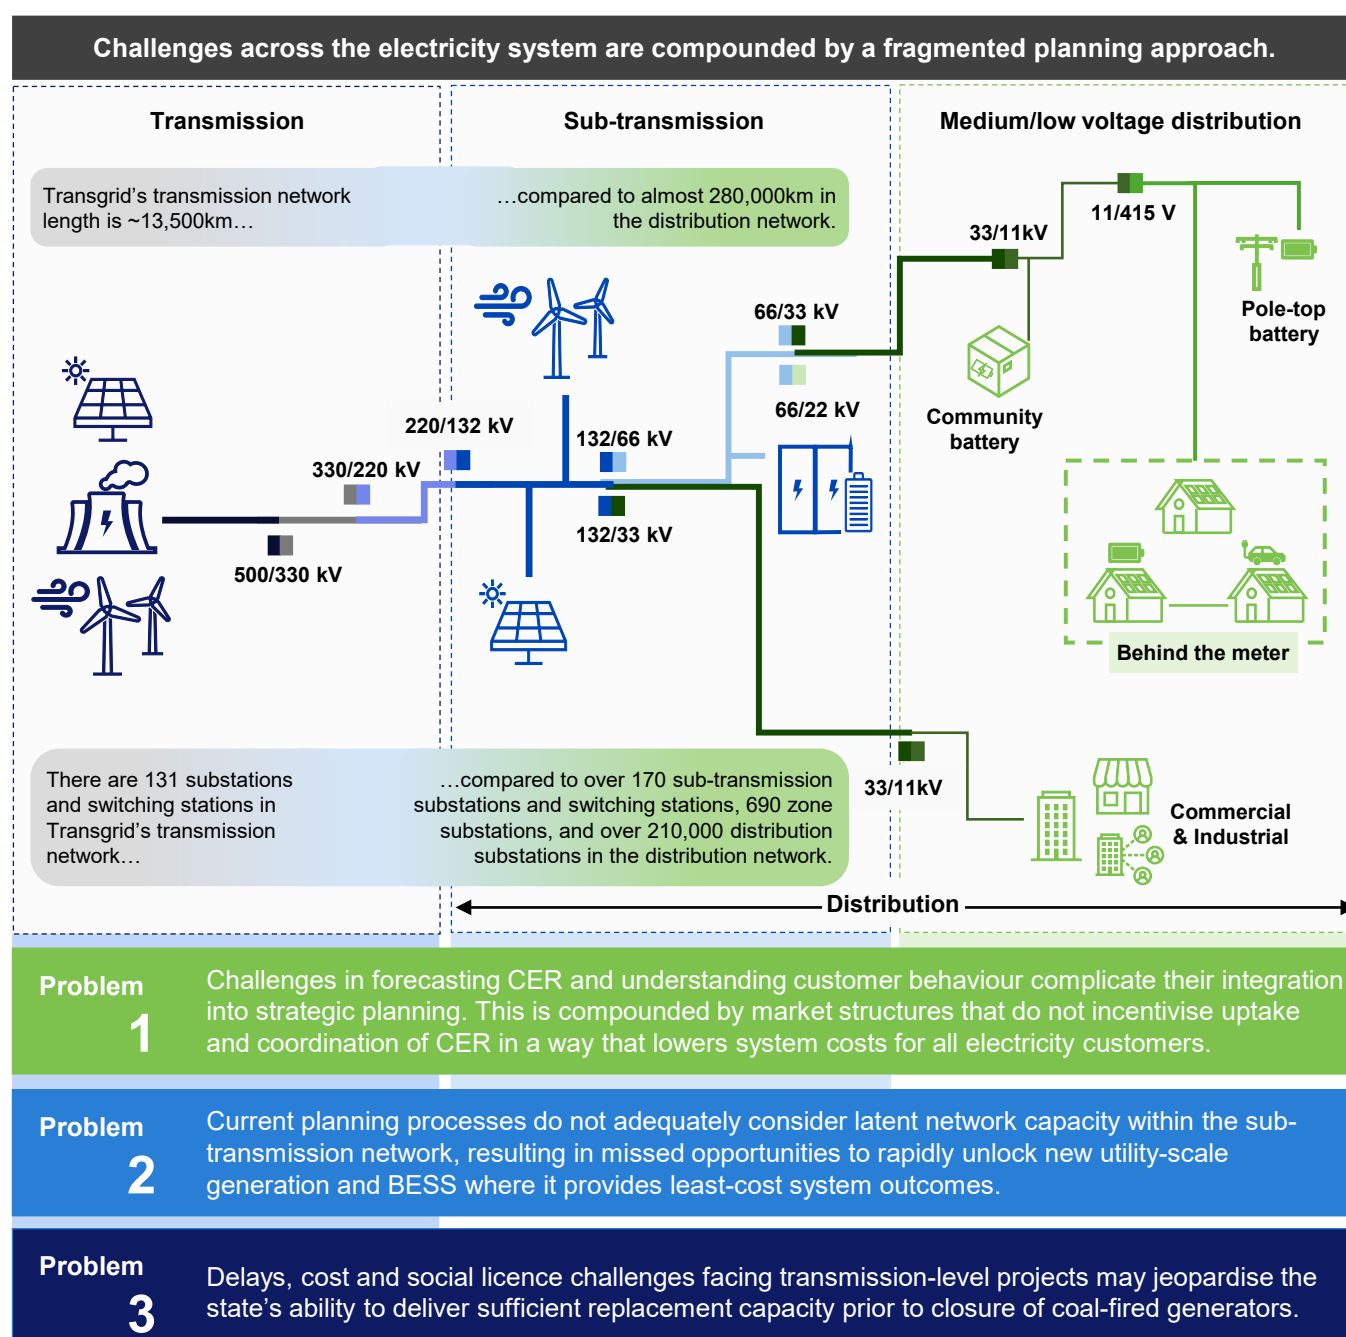 Challenges across the electricity system are compounded by a fragmented planning approach.
Transmission
Sub-transmission
Medium/low voltage distribution
Transgrid’s transmission network
length is ~13,500km…
…compared to almost 280,000km in
the distribution network.
11/415 V
33/11kV
Pole-top
battery
66/33 kV
66/22 kV
Community
battery
220/132 kV
132/66 kV
330/220 kV
132/33 kV
500/330 kV
Behind the meter
There are 131 substations
and switching stations in
Transgrid’s transmission
network…
…compared to over 170 sub-transmission
substations and switching stations, 690 zone
substations, and over 210,000 distribution
substations in the distribution network.
33/11kV
Commercial
& Industrial
Distribution
Problem
1
Challenges in forecasting CER and understanding customer behaviour complicate their integration
into strategic planning. This is compounded by market structures that do not incentivise uptake
and coordination of CER in a way that lowers system costs for all electricity customers.
Problem
2
Current planning processes do not adequately consider latent network capacity within the sub-
transmission network, resulting in missed opportunities to rapidly unlock new utility-scale
generation and BESS where it provides least-cost system outcomes.
Problem
3
Delays, cost and social licence challenges facing transmission-level projects may jeopardise the
state’s ability to deliver sufficient replacement capacity prior to closure of coal-fired generators.